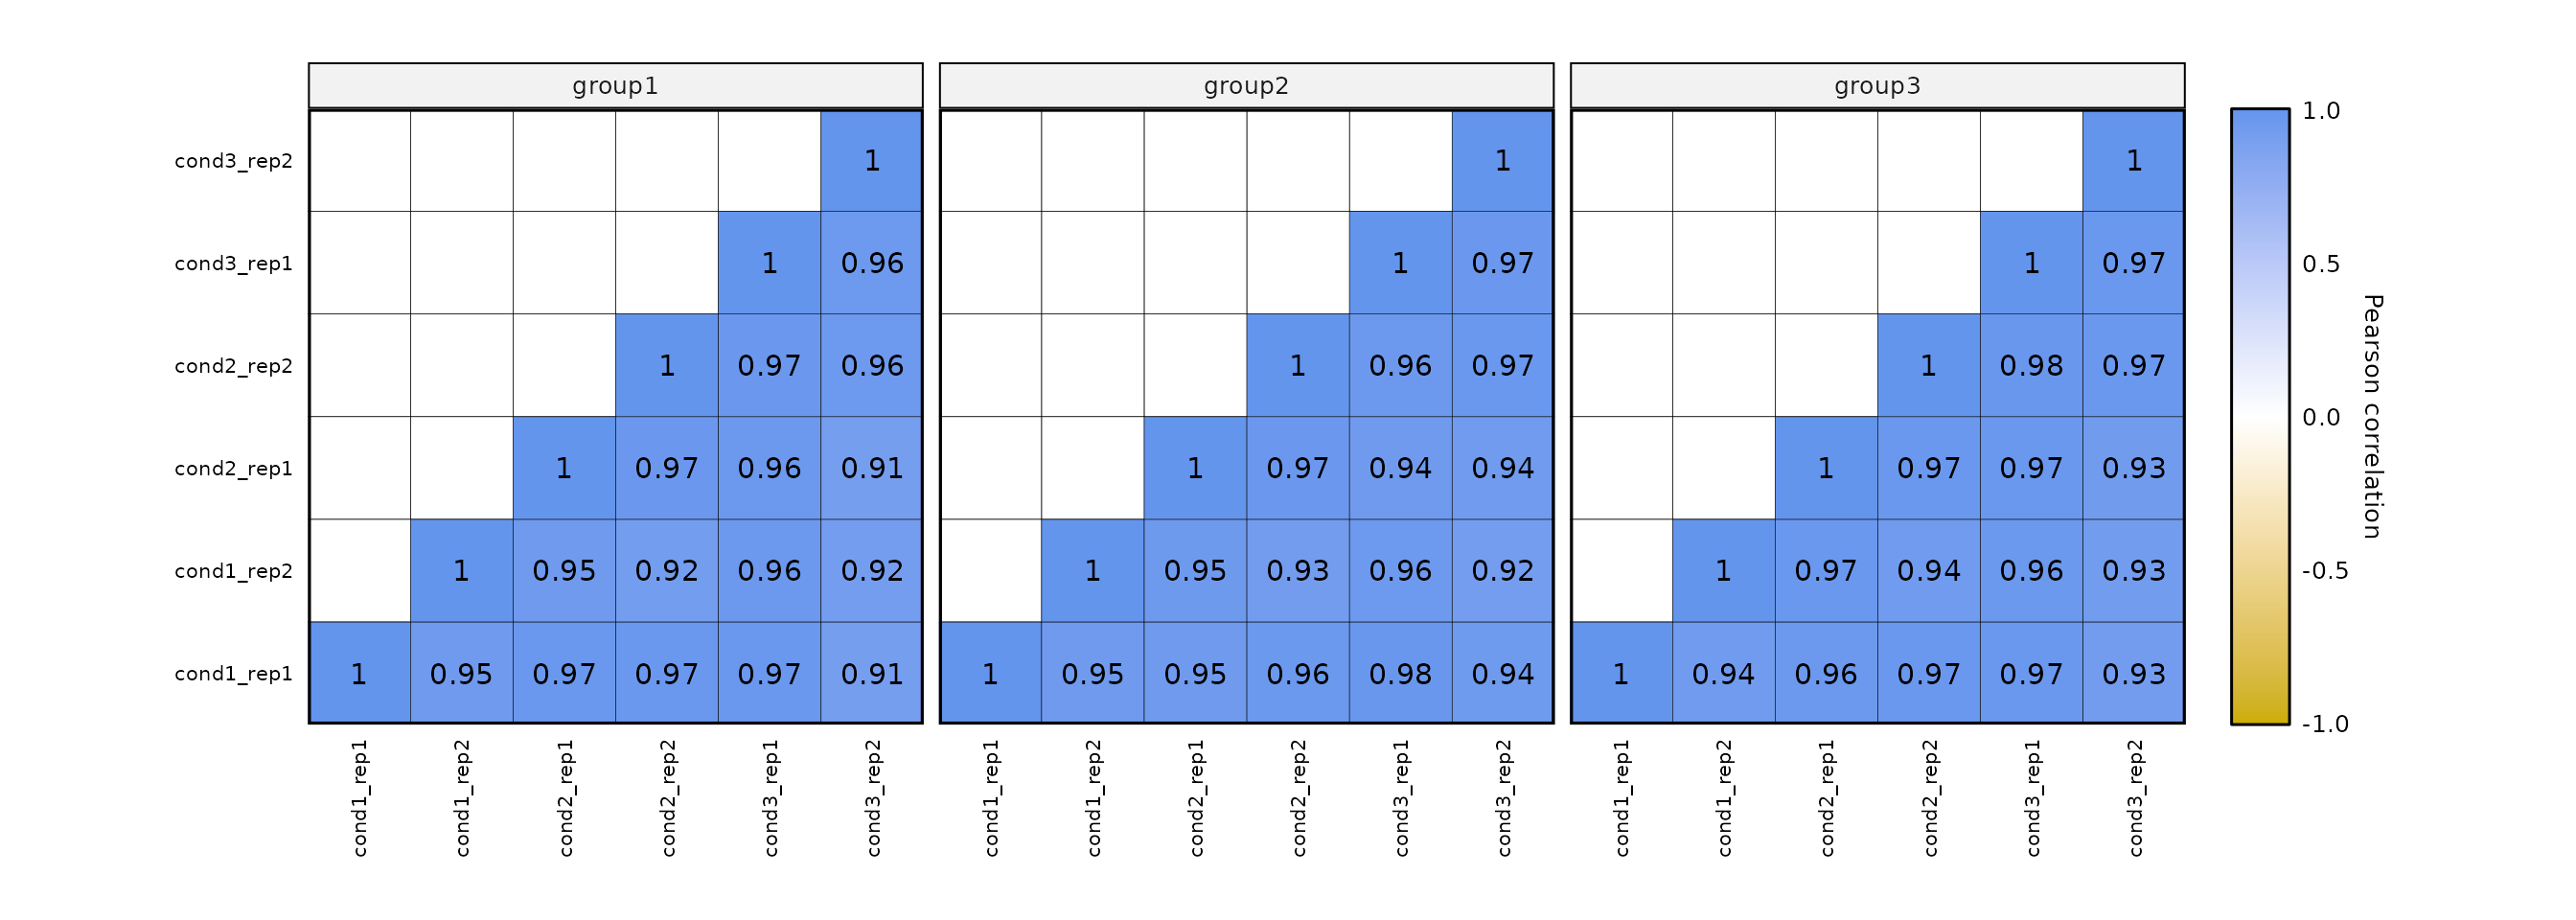 group1 group2 group3
cond3_rep2 1 1 1 1.0
cond3_rep1 1 0.96 1 0.97 1 0.97 0.5
cond2_rep2 1 0.97 0.96 1 0.96 0.97 1 0.98 0.97 0.0
cond2_rep1 1 0.97 0.96 0.91 1 0.97 0.94 0.94 1 0.97 0.97 0.93
cond1_rep2 1 0.95 0.92 0.96 0.92 1 0.95 0.93 0.96 0.92 1 0.97 0.94 0.96 0.93 -0.5
cond1_rep1 1 0.95 0.97 0.97 0.97 0.91 1 0.95 0.95 0.96 0.98 0.94 1 0.94 0.96 0.97 0.97 0.93 -1.0
cond1_rep1 cond1_rep2 cond2_rep1 cond2_rep2 cond3_rep1 cond3_rep2 cond1_rep1 cond1_rep2 cond2_rep1 cond2_rep2 cond3_rep1 cond3_rep2 cond1_rep1 cond1_rep2 cond2_rep1 cond2_rep2 cond3_rep1 cond3_rep2
Pearson correlation